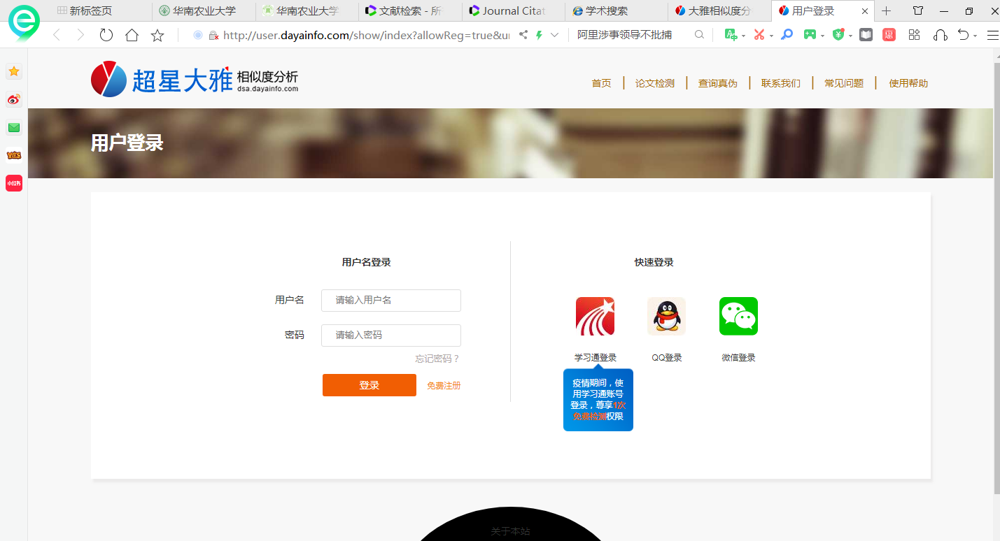 新标签页
华南农业大学
华南农业大学
文献检索 - 所
Journal Citat
学术搜索
大雅相似度分
用户登录
http://user.dayainfo.com/show/index?allowReg=true&u
阿里涉事领导不批捕
超星大雅 相似度分析
dsa.dayainfo.com
首页
论文检测
查询真伪
联系我们
常见问题
使用帮助
小红书
用户登录
用户名登录
用户名
请输入用户名
密码
请输入密码
忘记密码？
登录
免费注册
快速登录
学习通登录
QQ登录
微信登录
疫情期间，使
用学习通账号
登录，尊享1次
免费检测权限
关于本站